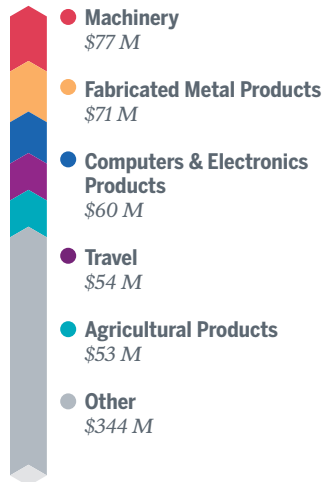 Machinery
$77 M
Fabricated Metal Products
$71 M
Computers & Electronics
Products
$60 M
Travel
$54 M
Agricultural Products
$53 M
Other
$344 M